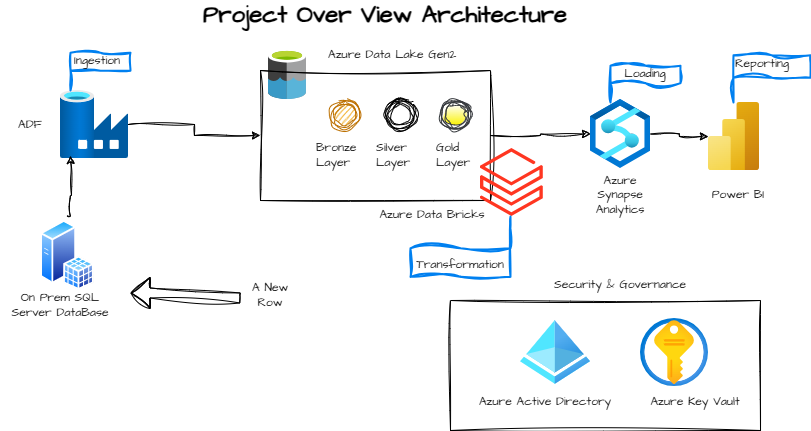 Project Over View Architecture
Ingestion
Azure Data Lake Gen2
Loading
Reporting
ADF
Bronze
Layer
Silver
Layer
Gold
Layer
Azure
Synapse
Analytics
Power BI
Azure Data Bricks
Transformation
On Prem SQL
Server DataBase
A New
Row
Security & Governance
Azure Active Directory
Azure Key Vault